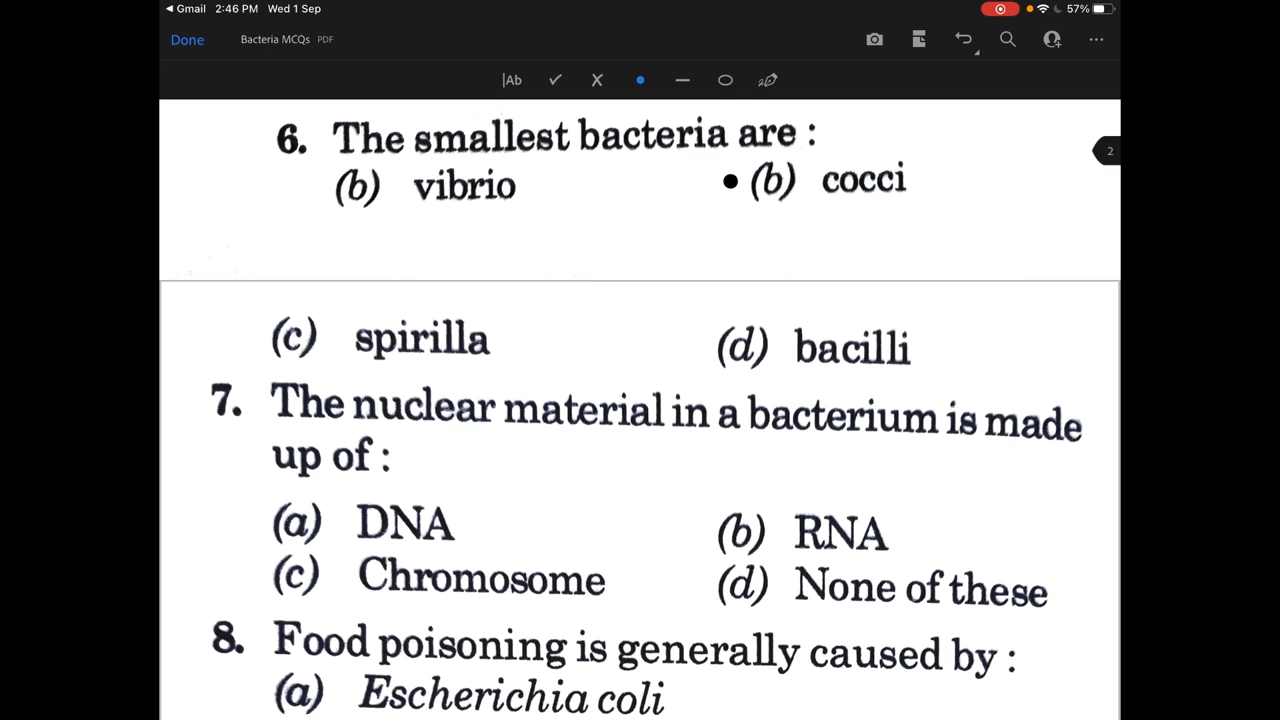 Gmail 2:46 PM Wed 1 Sep 57%
Done Bacteria MCQs PDF
|Ab
6. The smallest bacteria are :
(b) vibrio • (b) cocci
2
(c) spirilla (d) bacilli
7. The nuclear material in a bacterium is made
up of :
(a) DNA (b) RNA
(c) Chromosome (d) None of these
8. Food poisoning is generally caused by :
(a) Escherichia coli